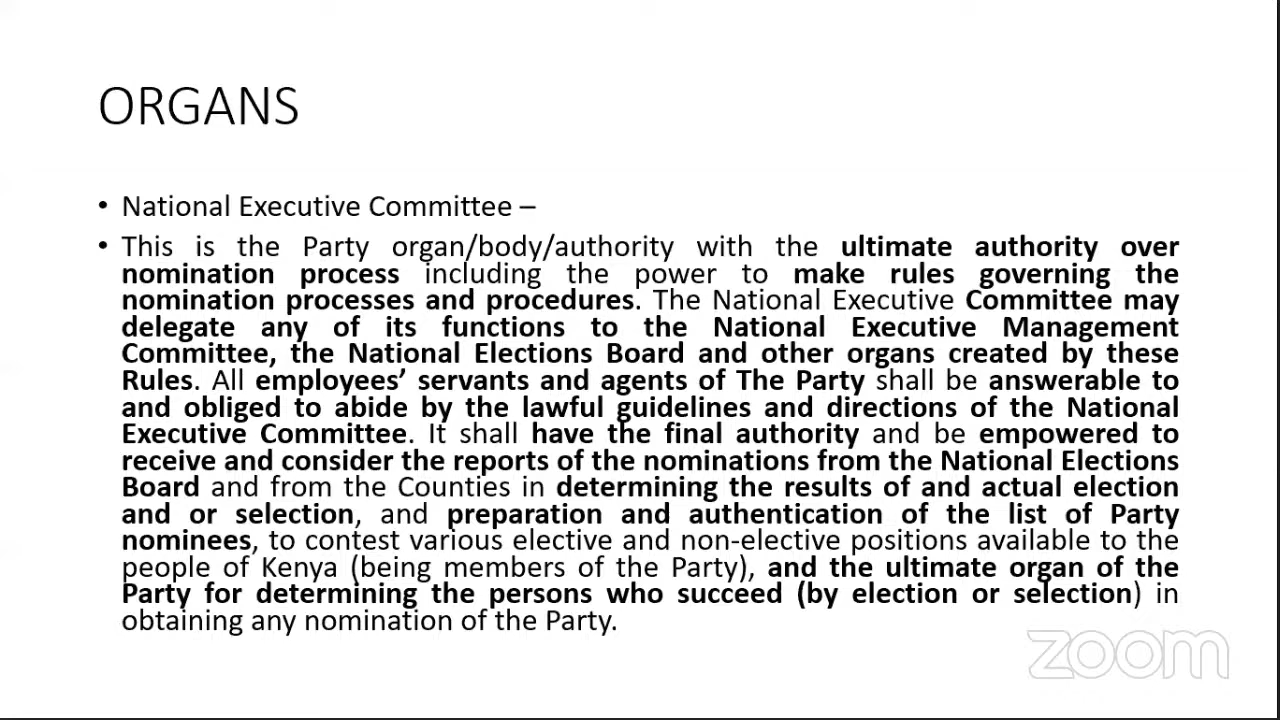 ORGANS
• National Executive Committee –
• This is the Party organ/body/authority with the ultimate authority over
nomination process including the power to make rules governing the
nomination processes and procedures. The National Executive Committee may
delegate any of its functions to the National Executive Management
Committee, the National Elections Board and other organs created by these
Rules. All employees’ servants and agents of The Party shall be answerable to
and obliged to abide by the lawful guidelines and directions of the National
Executive Committee. It shall have the final authority and be empowered to
receive and consider the reports of the nominations from the National Elections
Board and from the Counties in determining the results of and actual election
and or selection, and preparation and authentication of the list of Party
nominees, to contest various elective and non-elective positions available to the
people of Kenya (being members of the Party), and the ultimate organ of the
Party for determining the persons who succeed (by election or selection) in
obtaining any nomination of the Party.
zoom